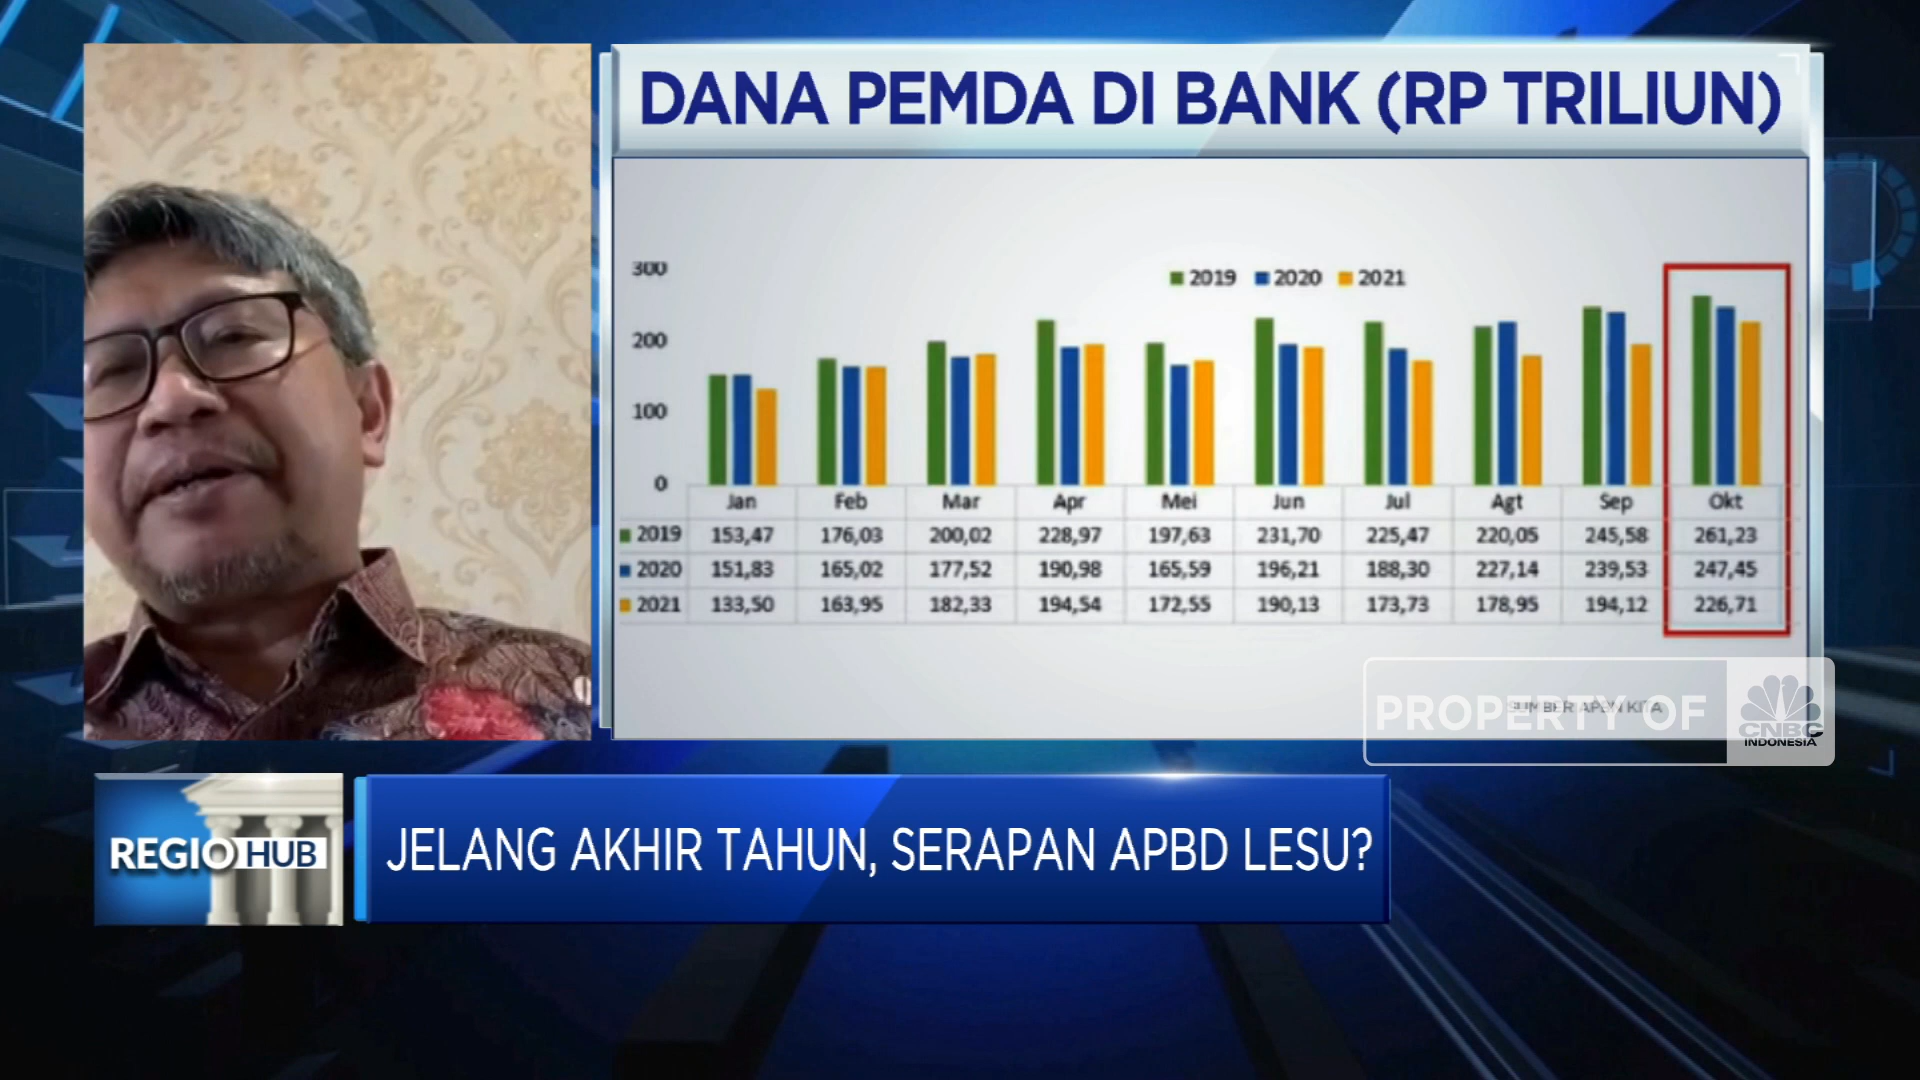 DANA PEMDA DI BANK (RP TRILIUN)
300
2019 2020 2021
200
100
0
Jan Feb Mar Apr Mei Jun Jul Agt Sep Okt
2019 153,47 176,03 200,02 228,97 197,63 231,70 225,47 220,05 245,58 261,23
2020 151,83 165,02 177,52 190,98 165,59 196,21 188,30 227,14 239,53 247,45
2021 133,50 163,95 182,33 194,54 172,55 190,13 173,73 178,95 194,12 226,71
SUMBER: APBN KITA
PROPERTY OF
CNBC
INDONESIA
REGIO HUB
JELANG AKHIR TAHUN, SERAPAN APBD LESU?